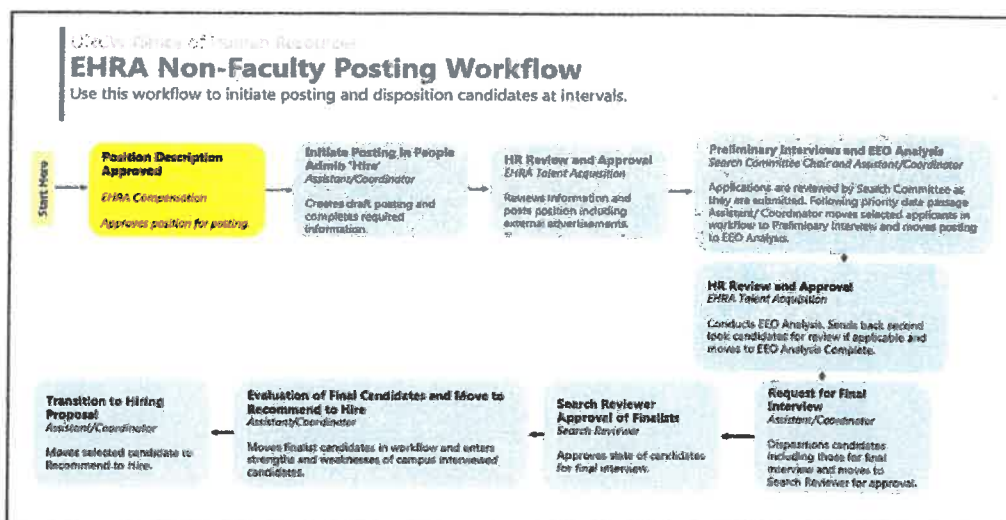 Office of Human Resources
EHRA Non-Faculty Posting Workflow
Use this workflow to initiate posting and disposition candidates at intervals.
Start Here
Position Description
Approved
EHRA Compensation
Approves position for posting.
Initiate Posting in People
Admin 'Hire'
Assistant/Coordinator
Creates draft posting and
completes required
information.
HR Review and Approval
EHRA Talent Acquisition
Reviews information and
posts position including
external advertisements.
Preliminary Interviews and EEO Analysis
Search Committee Chair and Assistant/Coordinator
Applications are reviewed by Search Committee as
they are submitted. Following priority date passage
Assistant/ Coordinator moves selected applicants in
workflow to Preliminary Interview and moves posting
to EEO Analysis.
HR Review and Approval
EHRA Talent Acquisition
Conducts EEO Analysis. Sends back second
look candidates for review if applicable and
moves to EEO Analysis Complete.
Request for Final
Interview
Assistant/Coordinator
Dispositions candidates
including those for final
interview and moves to
Search Reviewer for approval.
Search Reviewer
Approval of Finalists
Search Reviewer
Approves slate of candidates
for final interview.
Evaluation of Final Candidates and Move to
Recommend to Hire
Assistant/Coordinator
Moves finalist candidates in workflow and enters
strengths and weaknesses of campus interviewed
candidates.
Transition to Hiring
Proposal
Assistant/Coordinator
Moves selected candidate to
Recommend to Hire.